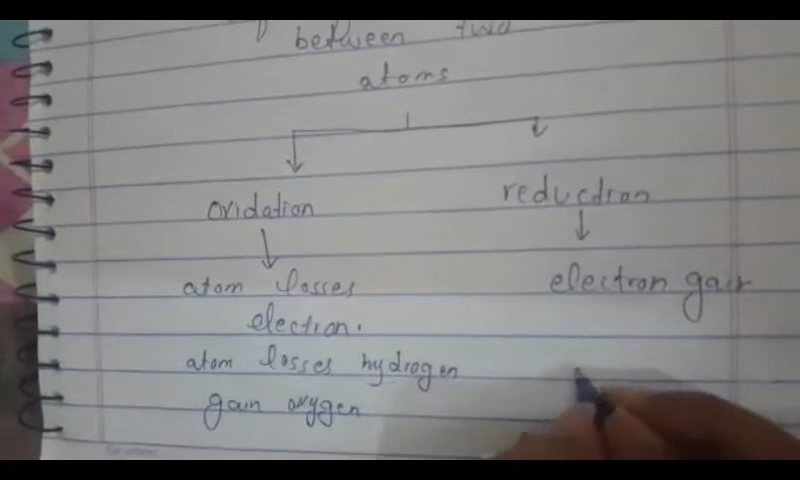 between two
atoms
oxidation
reduction
atom losses
electron.
atom losses hydrogen
gain oxygen
electron gain